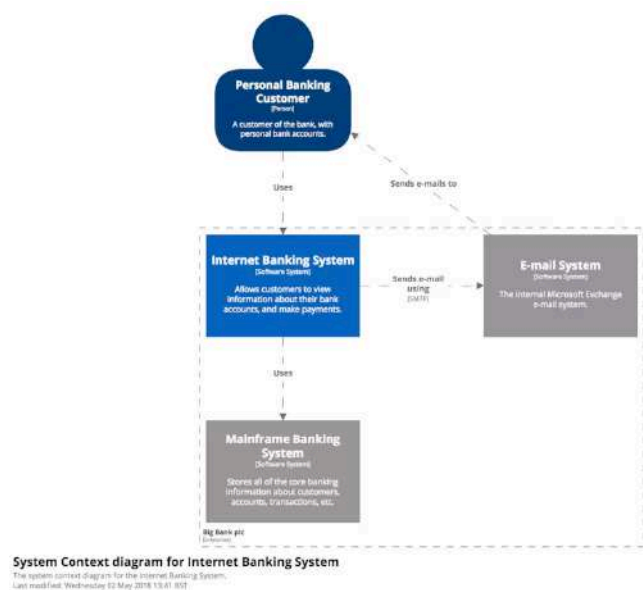 Personal Banking
Customer
[Person]
A customer of the bank, with
personal bank accounts.
Uses
Sends e-mails to
Internet Banking System
[Software System]
Allows customers to view
information about their bank
accounts, and make payments.
Sends e-mail
using
[SMTP]
E-mail System
[Software System]
The internal Microsoft Exchange
e-mail system.
Uses
Mainframe Banking
System
[Software System]
Stores all of the core banking
information about customers,
accounts, transactions, etc.
Big Bank plc
[Enterprise]
System Context diagram for Internet Banking System
The system context diagram for the Internet Banking System.
Last modified: Wednesday 02 May 2018 13:41 BST